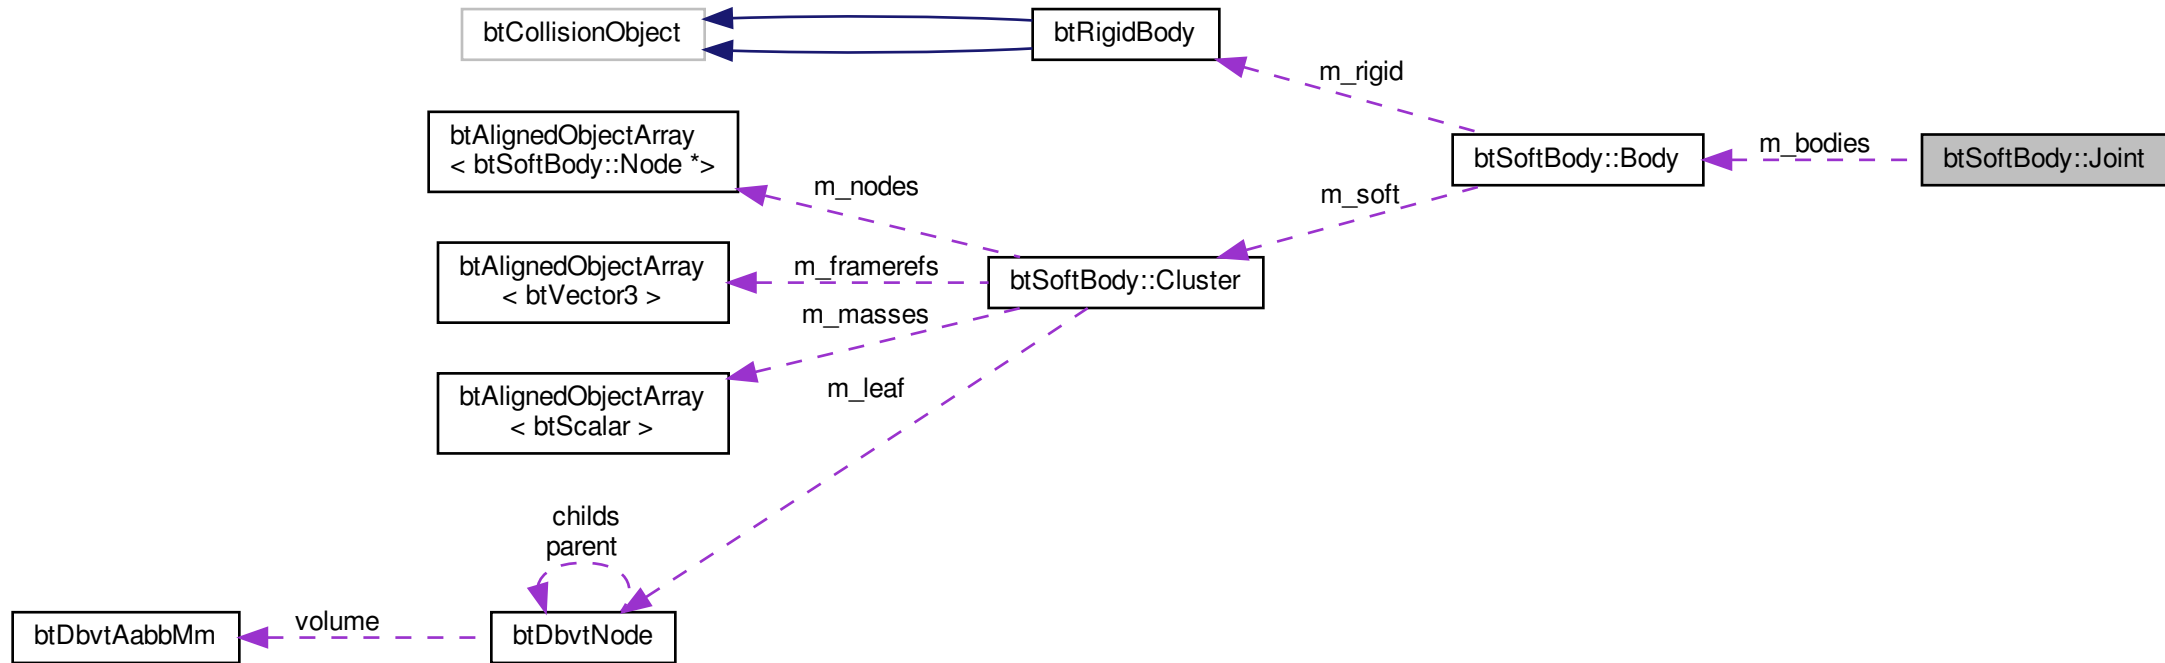 btCollisionObject
btRigidBody
m_rigid
btAlignedObjectArray
< btSoftBody::Node *>
btSoftBody::Body
m_bodies
btSoftBody::Joint
m_nodes
m_soft
btAlignedObjectArray
< btVector3 >
m_framerefs
btSoftBody::Cluster
m_masses
btAlignedObjectArray
< btScalar >
m_leaf
childs
parent
btDbvtAabbMm
volume
btDbvtNode